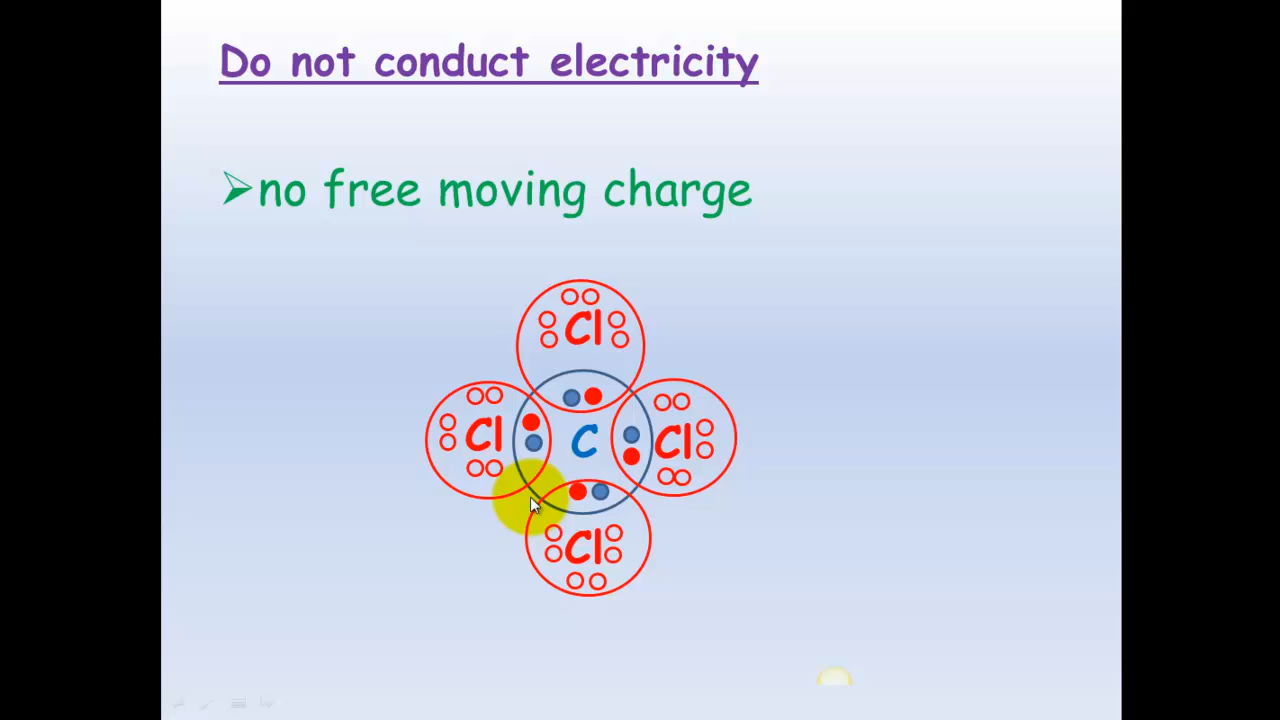 Do not conduct electricity
➢no free moving charge
Cl
Cl C Cl
Cl